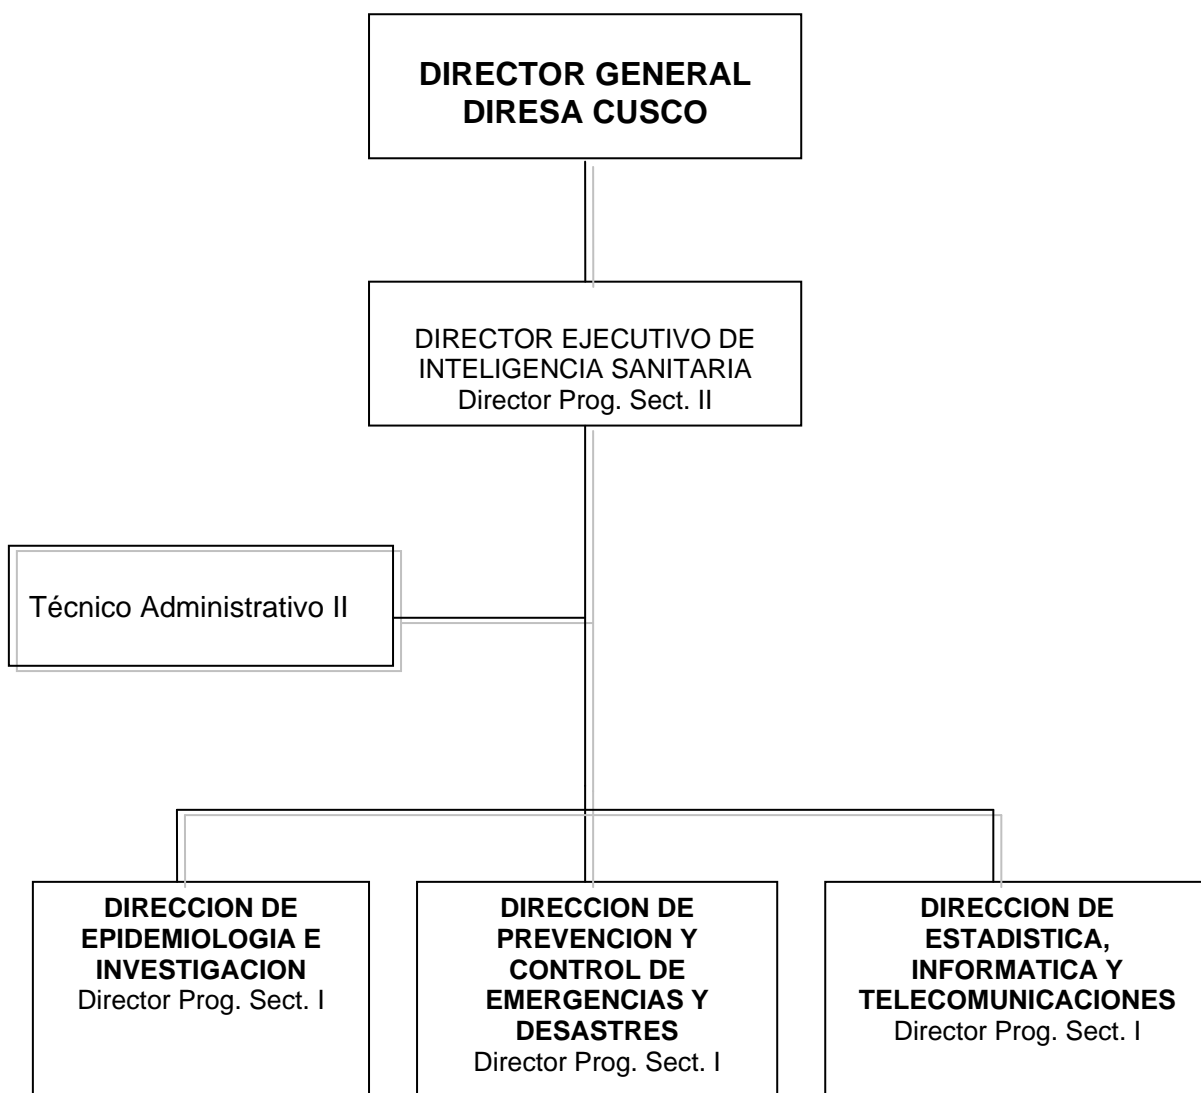 DIRECTOR GENERAL
DIRESA CUSCO
DIRECTOR EJECUTIVO DE
INTELIGENCIA SANITARIA
Director Prog. Sect. II
Técnico Administrativo II
DIRECCION DE
EPIDEMIOLOGIA E
INVESTIGACION
Director Prog. Sect. I
DIRECCION DE
PREVENCION Y
CONTROL DE
EMERGENCIAS Y
DESASTRES
Director Prog. Sect. I
DIRECCION DE
ESTADISTICA,
INFORMATICA Y
TELECOMUNICACIONES
Director Prog. Sect. I